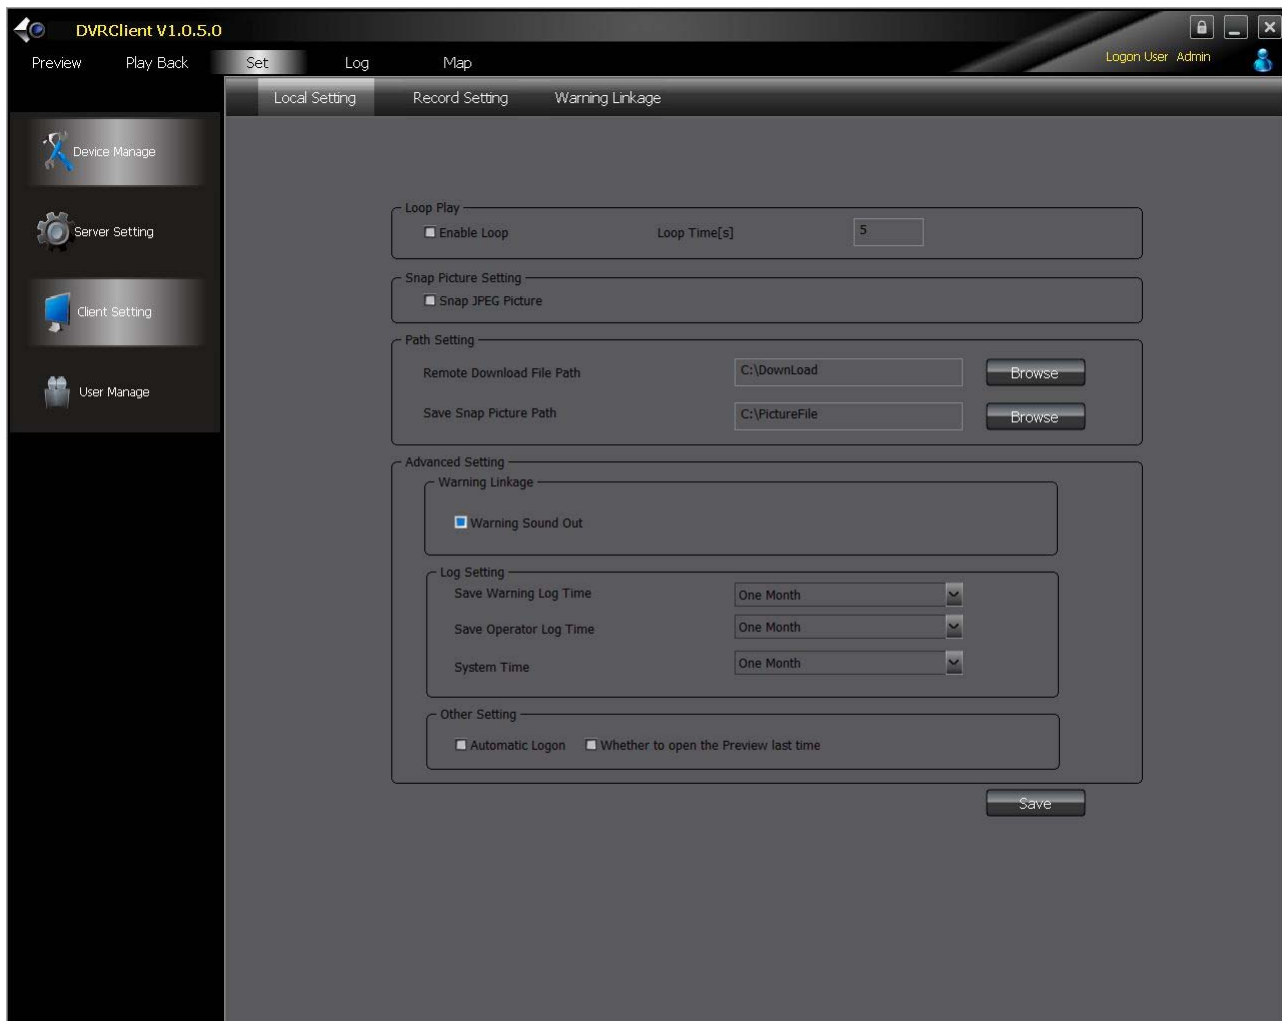 DVRClient V1.0.5.0
Logon User Admin
Preview Play Back Set Log Map
Local Setting Record Setting Warning Linkage
Device Manage
Server Setting
Client Setting
User Manage
Loop Play
Enable Loop Loop Time[s] 5
Snap Picture Setting
Snap JPEG Picture
Path Setting
Remote Download File Path C:\DownLoad Browse
Save Snap Picture Path C:\PictureFile Browse
Advanced Setting
Warning Linkage
Warning Sound Out
Log Setting
Save Warning Log Time One Month
Save Operator Log Time One Month
System Time One Month
Other Setting
Automatic Logon Whether to open the Preview last time
Save